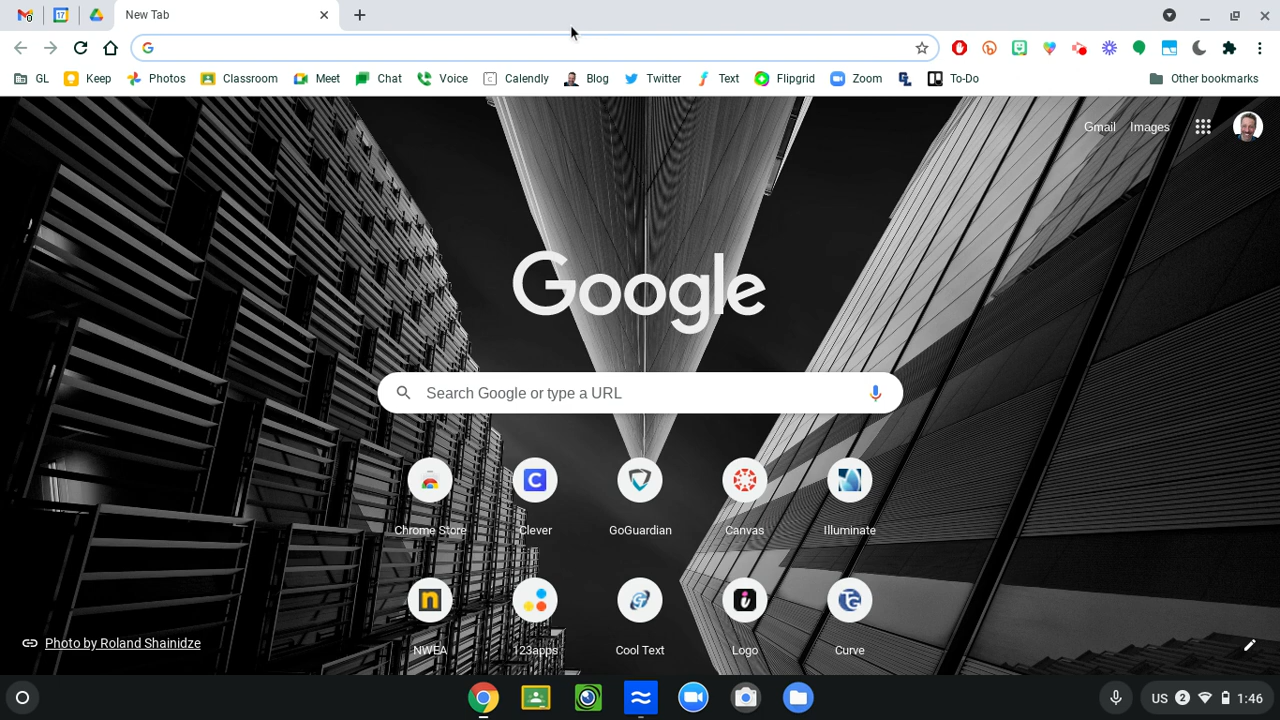 New Tab
GL Keep Photos Classroom Meet Chat Voice Calendly Blog Twitter Text Flipgrid Zoom To-Do Other bookmarks
Gmail Images
Google
Search Google or type a URL
Chrome Store Clever GoGuardian Canvas Illuminate
NWEA 123apps Cool Text Logo Curve
Photo by Roland Shainidze
US 2 1:46